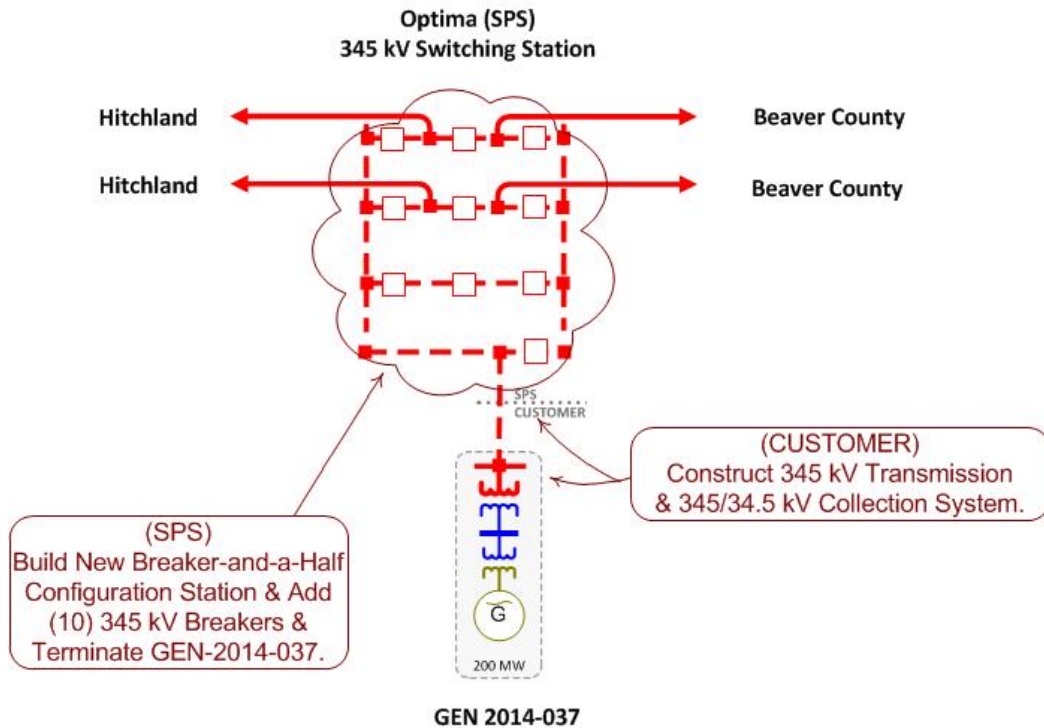 Optima (SPS)
345 kV Switching Station
Hitchland
Beaver County
Hitchland
Beaver County
SPS
CUSTOMER
(CUSTOMER)
Construct 345 kV Transmission
& 345/34.5 kV Collection System.
(SPS)
Build New Breaker-and-a-Half
Configuration Station & Add
(10) 345 kV Breakers &
Terminate GEN-2014-037.
G
200 MW
GEN 2014-037